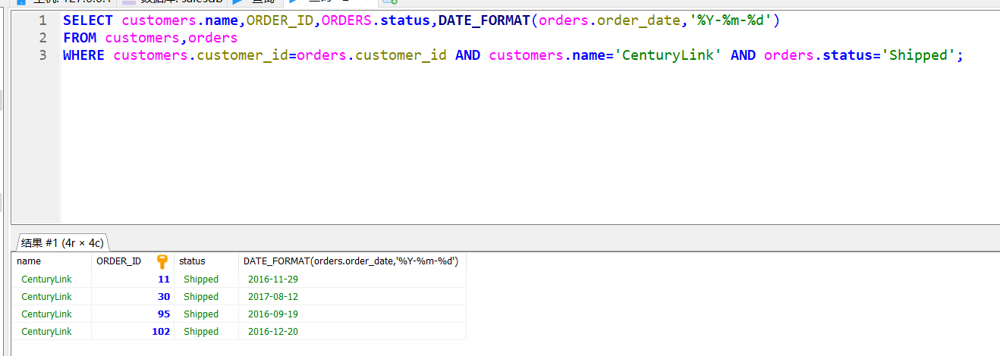 1 SELECT customers.name,ORDER_ID,ORDERS.status,DATE_FORMAT(orders.order_date,'%Y-%m-%d')
2 FROM customers,orders
3 WHERE customers.customer_id=orders.customer_id AND customers.name='CenturyLink' AND orders.status='Shipped';
结果 #1 (4r × 4c)
name ORDER_ID status DATE_FORMAT(orders.order_date,'%Y-%m-%d')
CenturyLink 11 Shipped 2016-11-29
CenturyLink 30 Shipped 2017-08-12
CenturyLink 95 Shipped 2016-09-19
CenturyLink 102 Shipped 2016-12-20